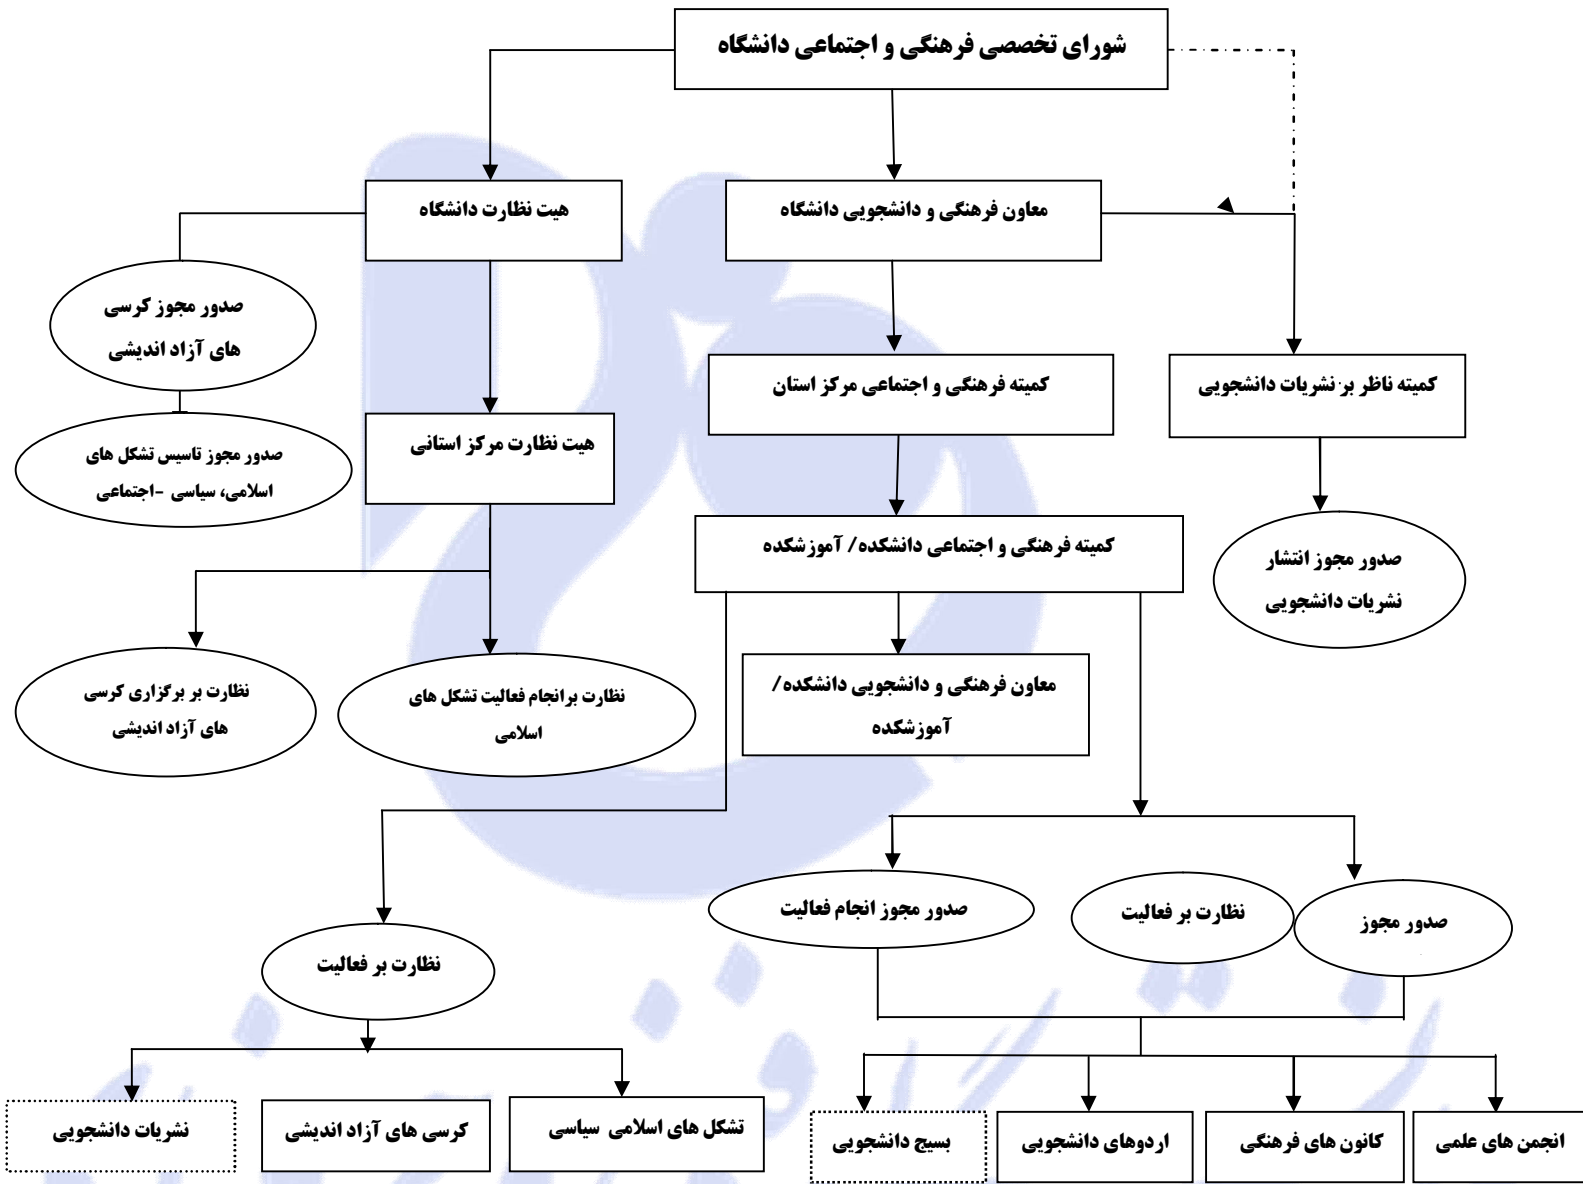 شورای تخصصی فرهنگی و اجتماعی دانشگاه
هیت نظارت دانشگاه
معاون فرهنگی و دانشجویی دانشگاه
صدور مجوز کرسی
های آزاد اندیشی
کمیته ناظر بر نشریات دانشجویی
کمیته فرهنگی و اجتماعی مرکز استان
هیت نظارت مرکز استانی
صدور مجوز تاسیس تشکل های
اسلامی، سیاسی -اجتماعی
کمیته فرهنگی و اجتماعی دانشکده/ آموزشکده
صدور مجوز انتشار
نشریات دانشجویی
معاون فرهنگی و دانشجویی دانشکده/
آموزشکده
نظارت برانجام فعالیت تشکل های
اسلامی
نظارت بر برگزاری کرسی
های آزاد اندیشی
صدور مجوز
نظارت بر فعالیت
صدور مجوز انجام فعالیت
نظارت بر فعالیت
انجمن های علمی
کانون های فرهنگی
اردوهای دانشجویی
بسیج دانشجویی
تشکل های اسلامی سیاسی
کرسی های آزاد اندیشی
نشریات دانشجویی